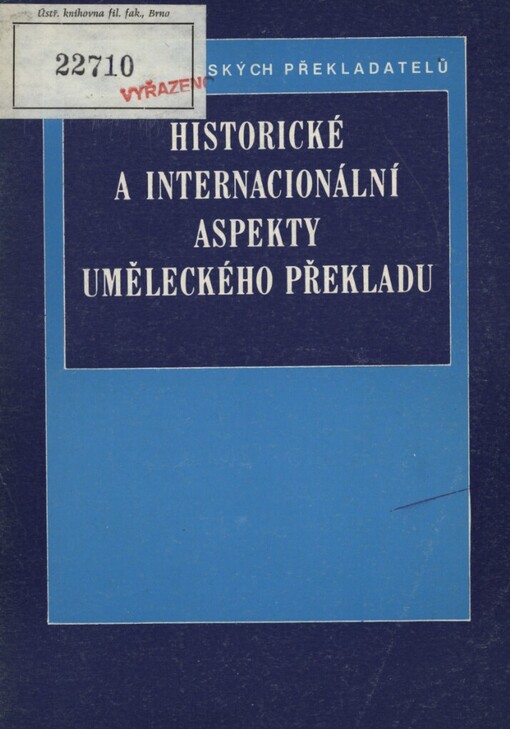 Ústř. knihovna fil. fak., Brno
22710
VYŘAZENO
SKÝCH PŘEKLADATELŮ
HISTORICKÉ
A INTERNACIONÁLNÍ
ASPEKTY
UMĚLECKÉHO PŘEKLADU